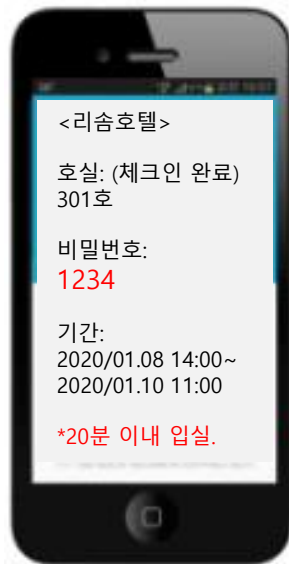 <리솜호텔>
호실: (체크인 완료)
301호
비밀번호:
1234
기간:
2020/01.08 14:00~
2020/01.10 11:00
*20분 이내 입실.